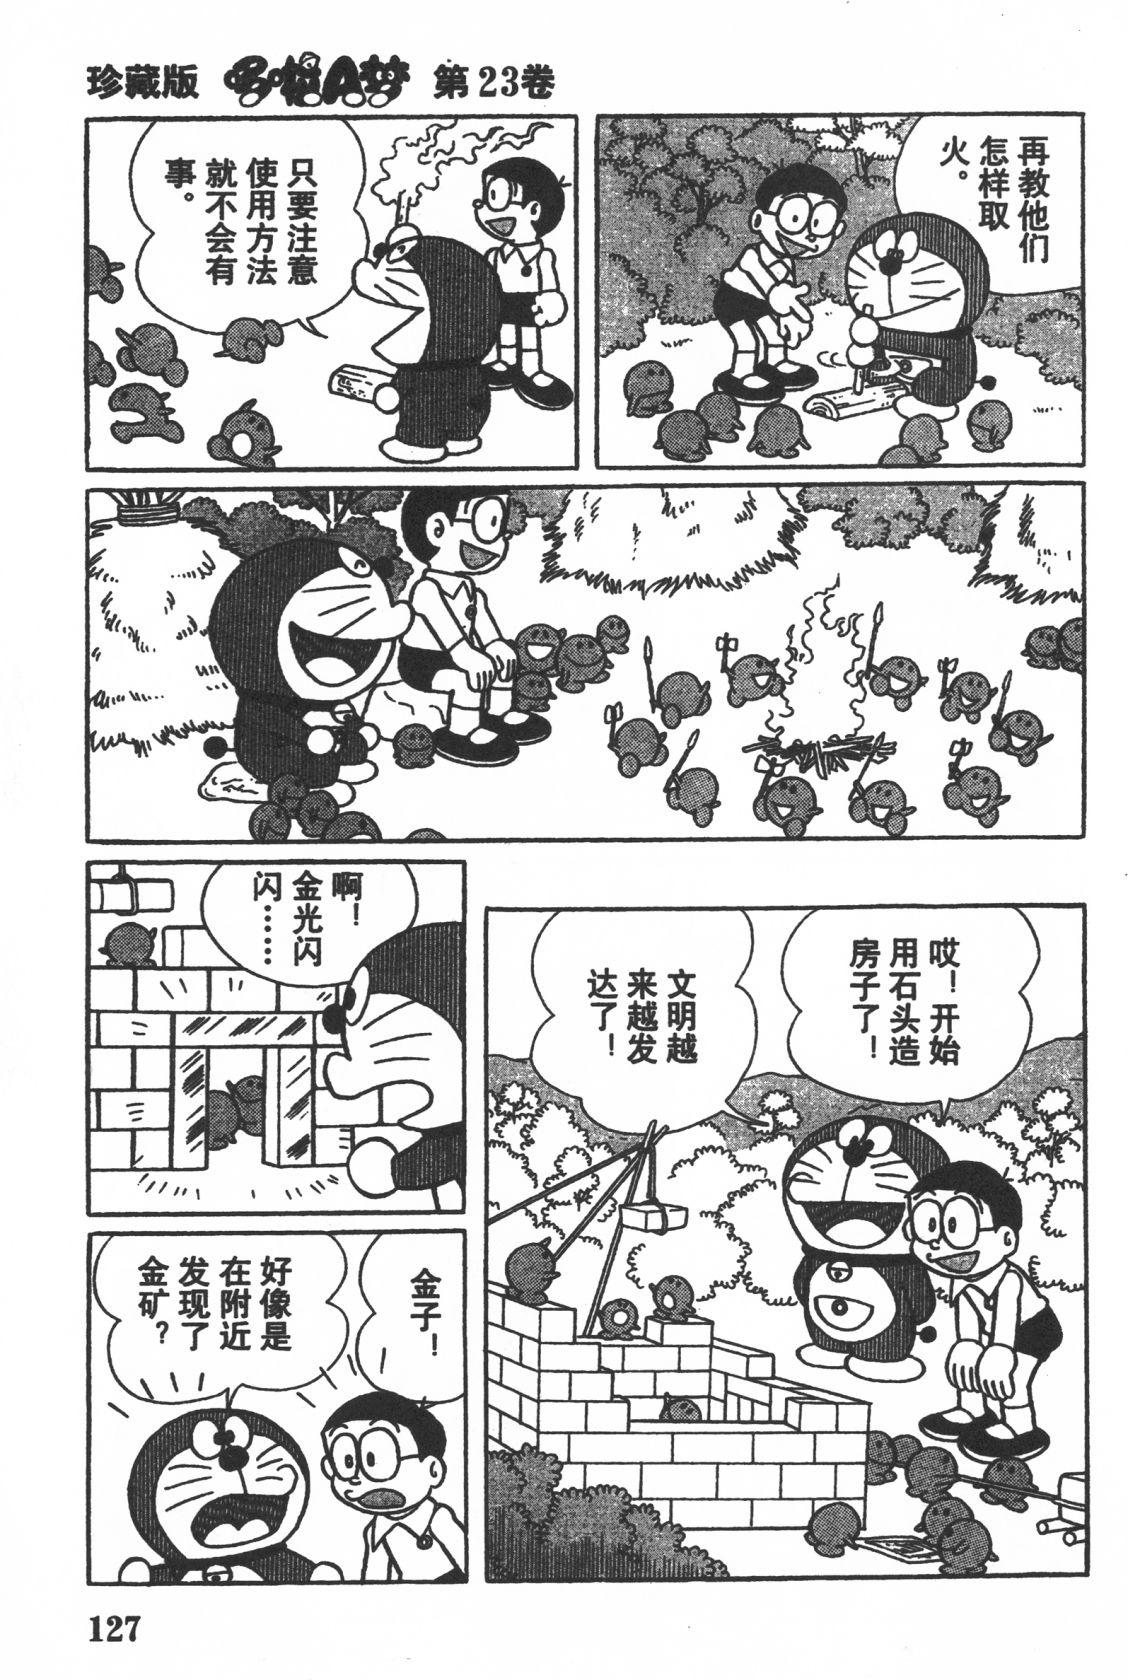 珍藏版 哆啦A梦 第23卷
再教他们
怎样取
火。
只要注意
使用方法
就不会有
事。
哎！开始
用石头造
房子了！
文明越
来越发
达了！
啊！
金光闪
闪……
金子！
好像是
在附近
发现了
金矿？
127